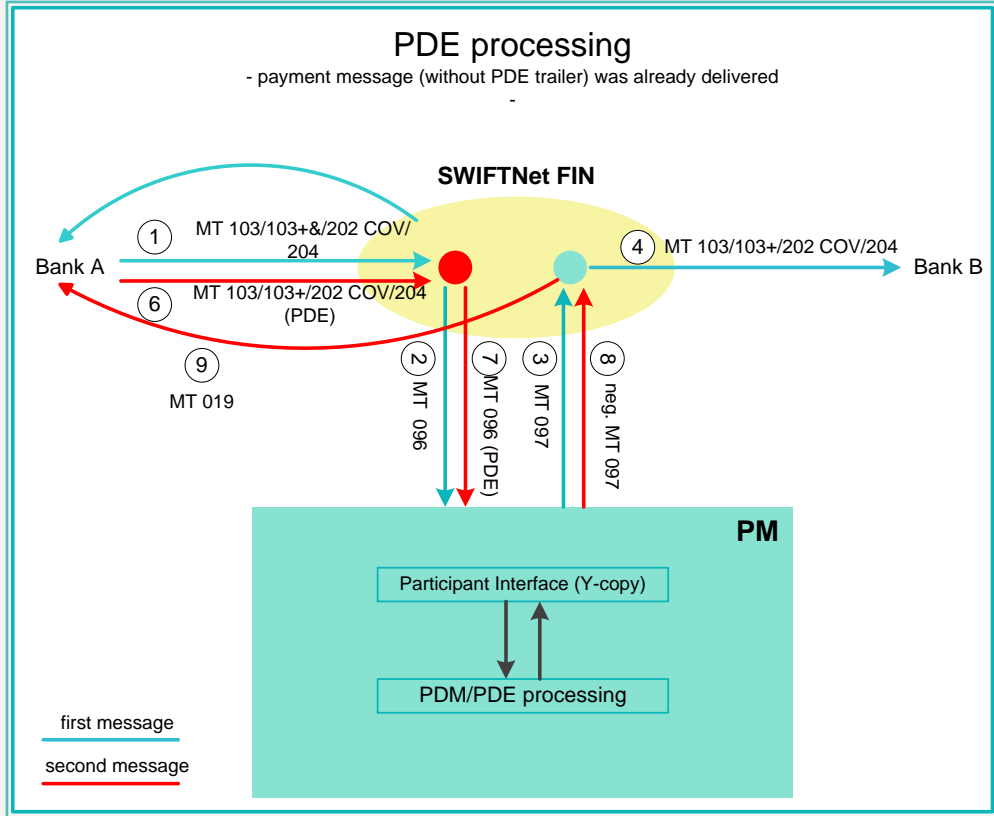 PDE processing
- payment message (without PDE trailer) was already delivered
-
SWIFTNet FIN
1
MT 103/103+&/202 COV/
204
4
MT 103/103+/202 COV/204
Bank A
Bank B
6
MT 103/103+/202 COV/204
(PDE)
9
MT 019
2
MT 096
7
MT 096 (PDE)
3
MT 097
8
neg. MT 097
PM
Participant Interface (Y-copy)
PDM/PDE processing
first message
second message